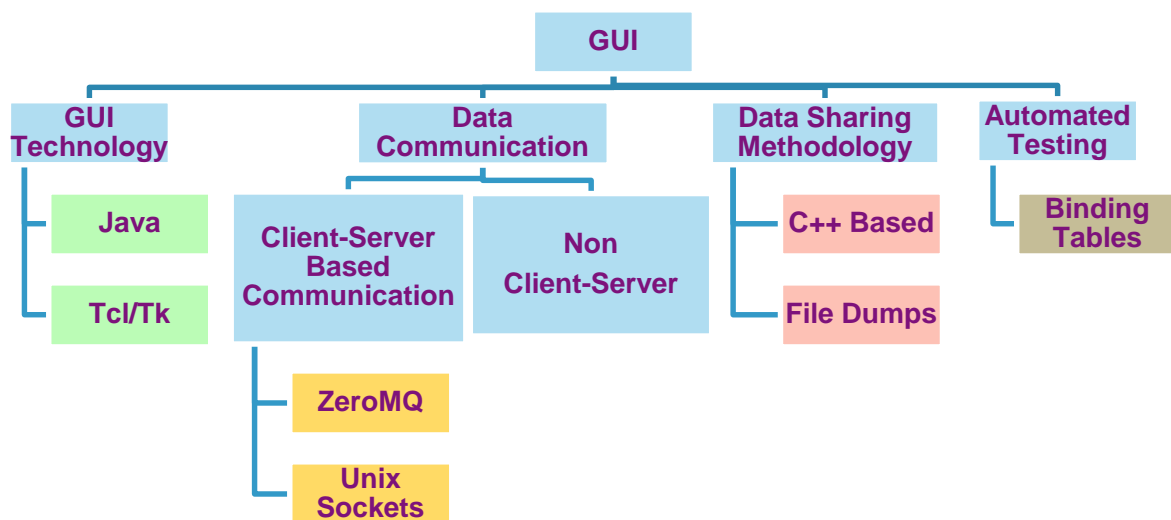 GUI
GUI
Technology
Data
Communication
Data Sharing
Methodology
Automated
Testing
Java
Tcl/Tk
Client-Server
Based
Communication
Non
Client-Server
C++ Based
File Dumps
Binding
Tables
ZeroMQ
Unix
Sockets